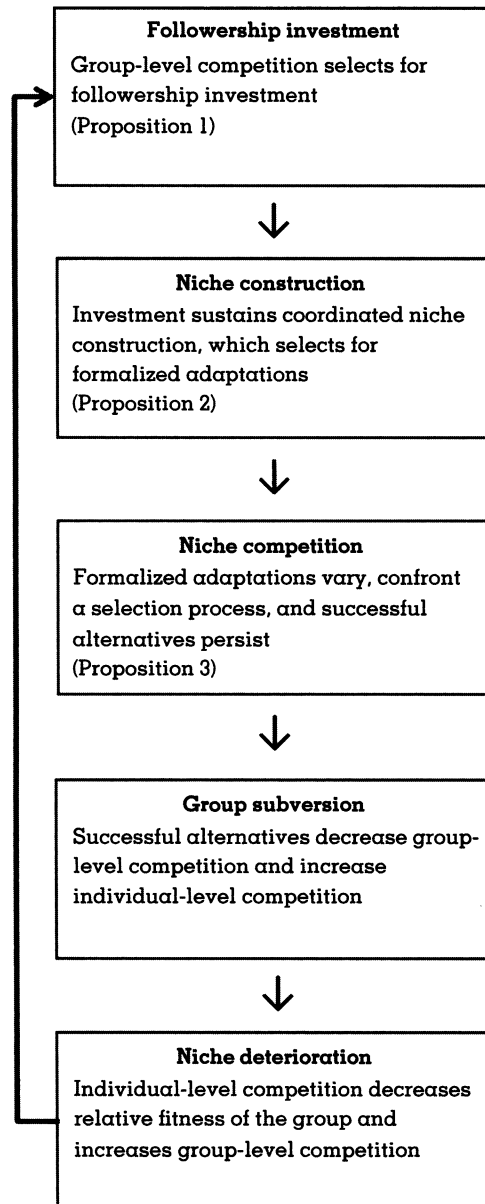 Followership investment
Group-level competition selects for
followership investment
(Proposition 1)
Niche construction
Investment sustains coordinated niche
construction, which selects for
formalized adaptations
(Proposition 2)
Niche competition
Formalized adaptations vary, confront
a selection process, and successful
alternatives persist
(Proposition 3)
Group subversion
Successful alternatives decrease group-
level competition and increase
individual-level competition
Niche deterioration
Individual-level competition decreases
relative fitness of the group and
increases group-level competition